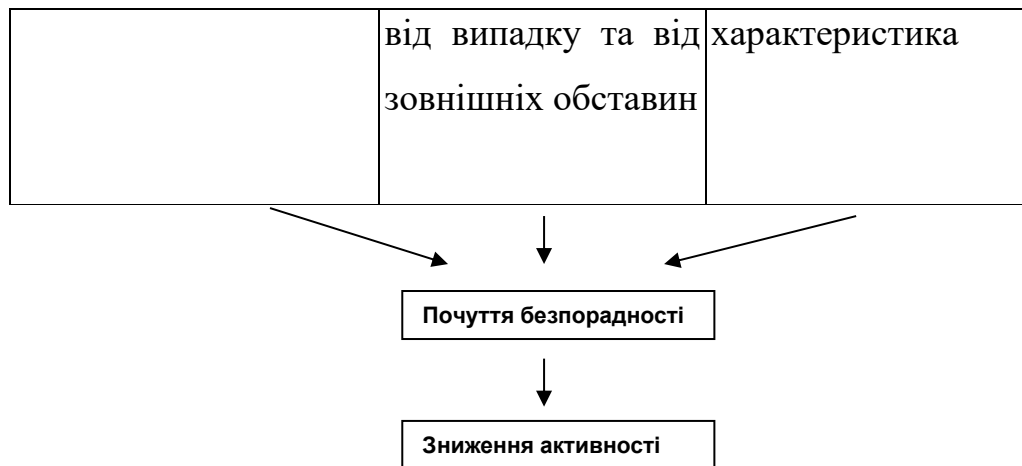 від випадку та від характеристика
зовнішніх обставин
Почуття безпорадності
Зниження активності